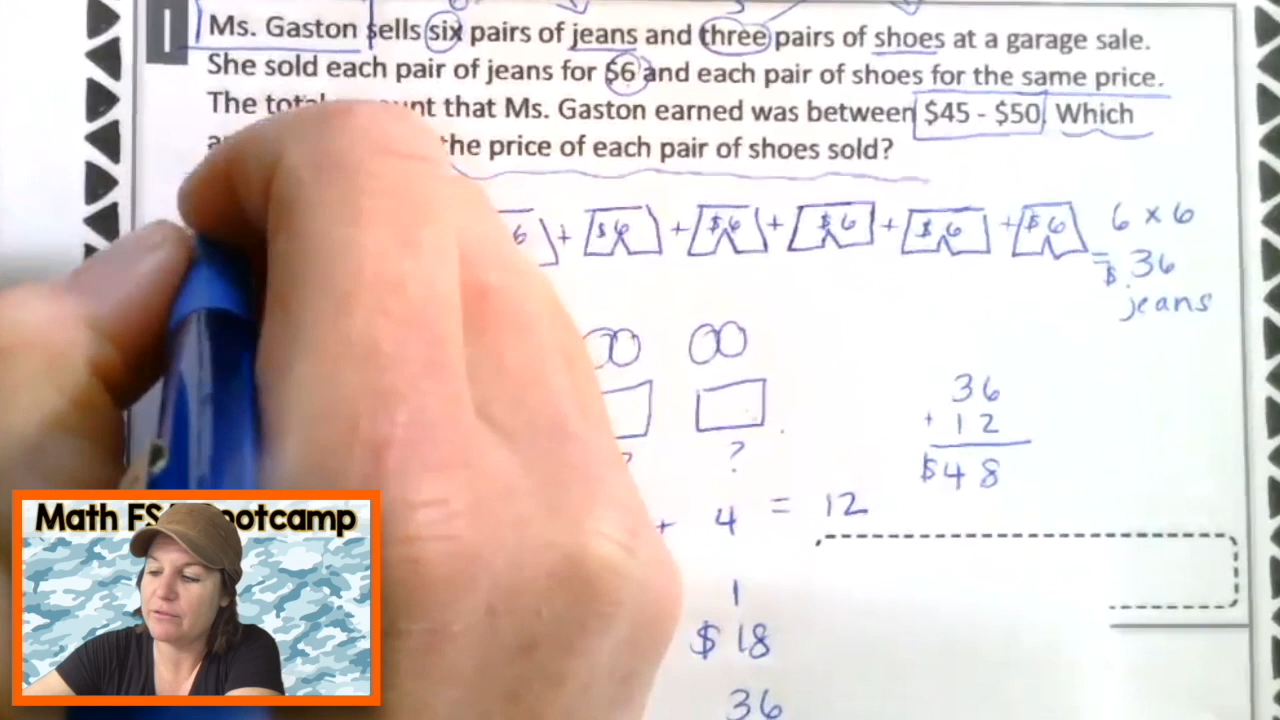 1 Ms. Gaston sells six pairs of jeans and three pairs of shoes at a garage sale.
She sold each pair of jeans for $6 and each pair of shoes for the same price.
The total amount that Ms. Gaston earned was between $45 - $50. Which
the price of each pair of shoes sold?
6 + $6 + $6 + $6 + $6 + $6 6 x 6
= $36
jeans
36
+ 12
$48
? ?
+ 4 = 12
1
$ 18
36
Math FS Bootcamp